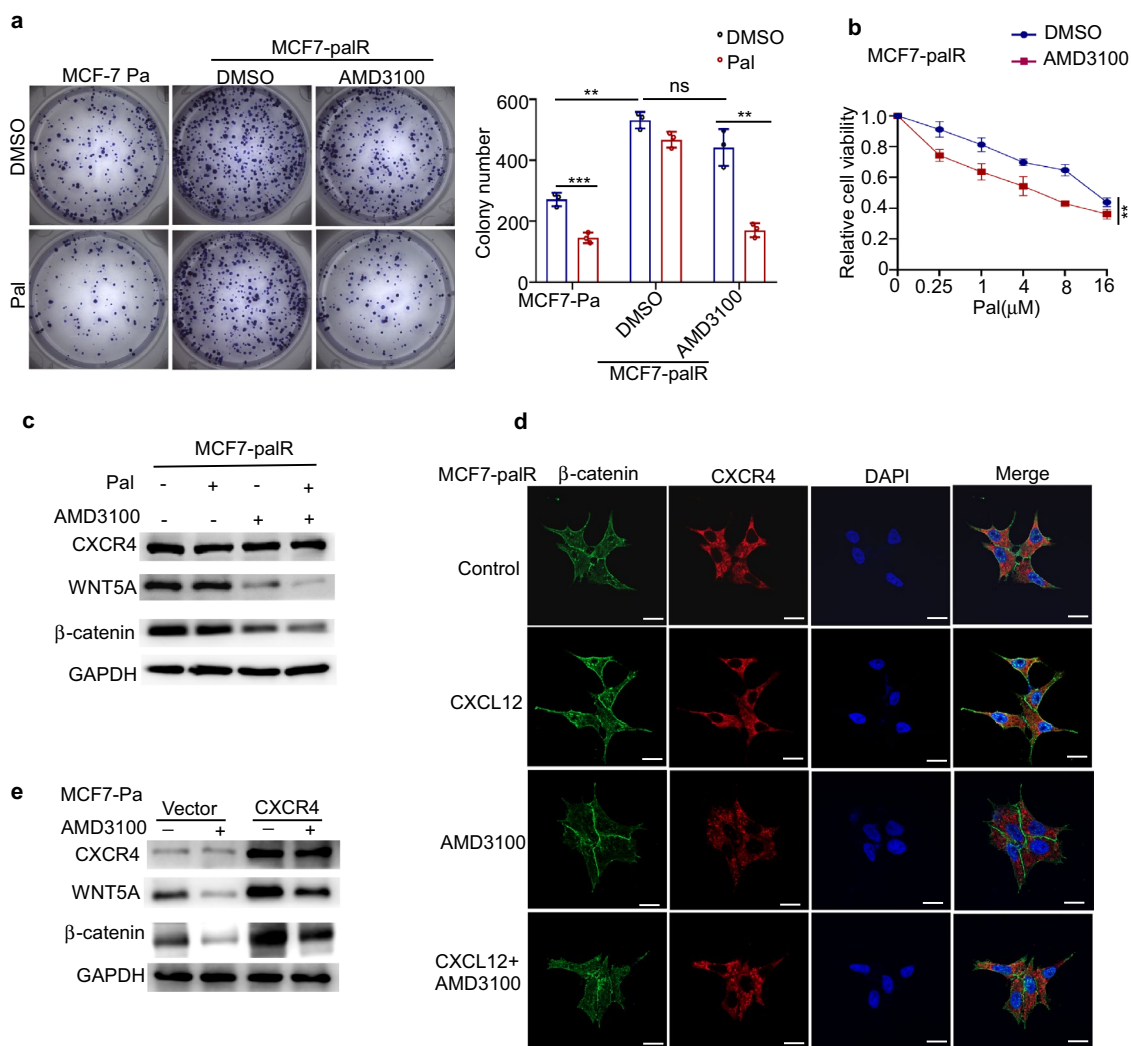 a
MCF7-palR
MCF-7 Pa
DMSO
AMD3100
DMSO
Pal
DMSO
Pal
Colony number
600
400
200
0
**
ns
**
***
MCF7-Pa
DMSO
AMD3100
MCF7-palR
b
MCF7-palR
DMSO
AMD3100
Relative cell viability
1.0
0.8
0.6
0.4
0.2
0
**
0 0.25 1 4 8 16
Pal(μM)
c
MCF7-palR
Pal - + - +
AMD3100 - - + +
CXCR4
WNT5A
β-catenin
GAPDH
d
MCF7-palR β-catenin CXCR4 DAPI Merge
Control
CXCL12
AMD3100
CXCL12+
AMD3100
e
MCF7-Pa
Vector CXCR4
AMD3100 – + – +
CXCR4
WNT5A
β-catenin
GAPDH